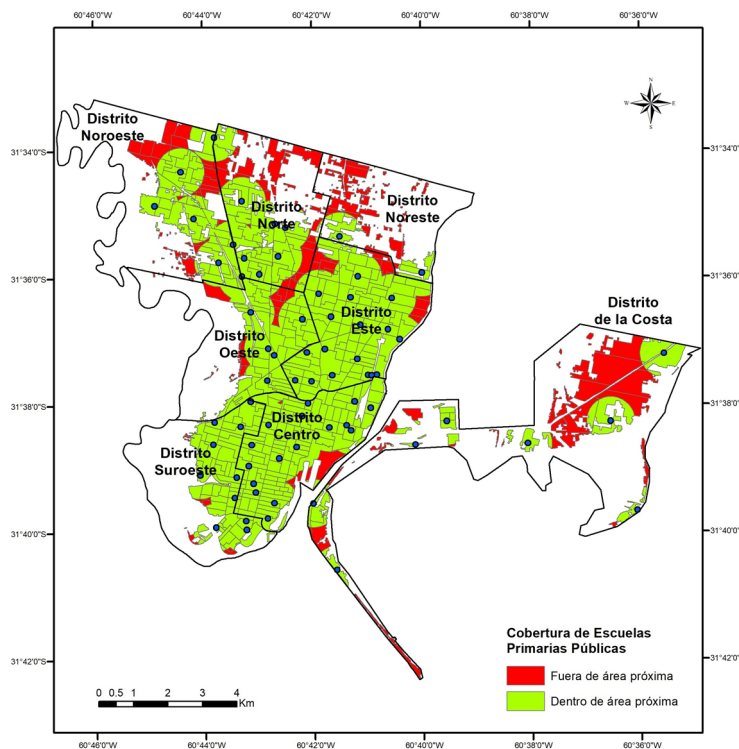 60°46'0"W 60°44'0"W 60°42'0"W 60°40'0"W 60°38'0"W 60°36'0"W
N
W E
S
Distrito
Noroeste
31°34'0"S 31°34'0"S
Distrito
Norte
Distrito
Noreste
31°36'0"S 31°36'0"S
Distrito
de la Costa
Distrito
Este
Distrito
Oeste
31°38'0"S 31°38'0"S
Distrito
Centro
Distrito
Suroeste
31°40'0"S 31°40'0"S
Cobertura de Escuelas
Primarias Públicas
31°42'0"S 31°42'0"S
Fuera de área próxima
Dentro de área próxima
0 0.5 1 2 3 4
Km
60°46'0"W 60°44'0"W 60°42'0"W 60°40'0"W 60°38'0"W 60°36'0"W